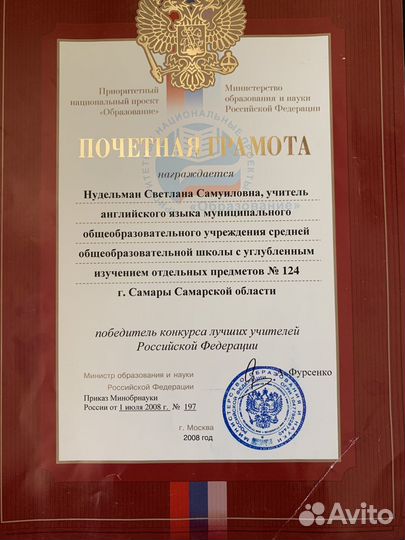 Приоритетный
национальный проект
«Образование»
Министерство
образования и науки
Российской Федерации
ПОЧЕТНАЯ ГРАМОТА
награждается
Нудельман Светлана Самуиловна, учитель
английского языка муниципального
общеобразовательного учреждения средней
общеобразовательной школы с углубленным
изучением отдельных предметов № 124
г. Самары Самарской области
победитель конкурса лучших учителей
Российской Федерации
Министр образования и науки
Российской Федерации
А. Фурсенко
Приказ Минобрнауки
России от 1 июля 2008 г. № 197
г. Москва
2008 год
«Образование»
Avito